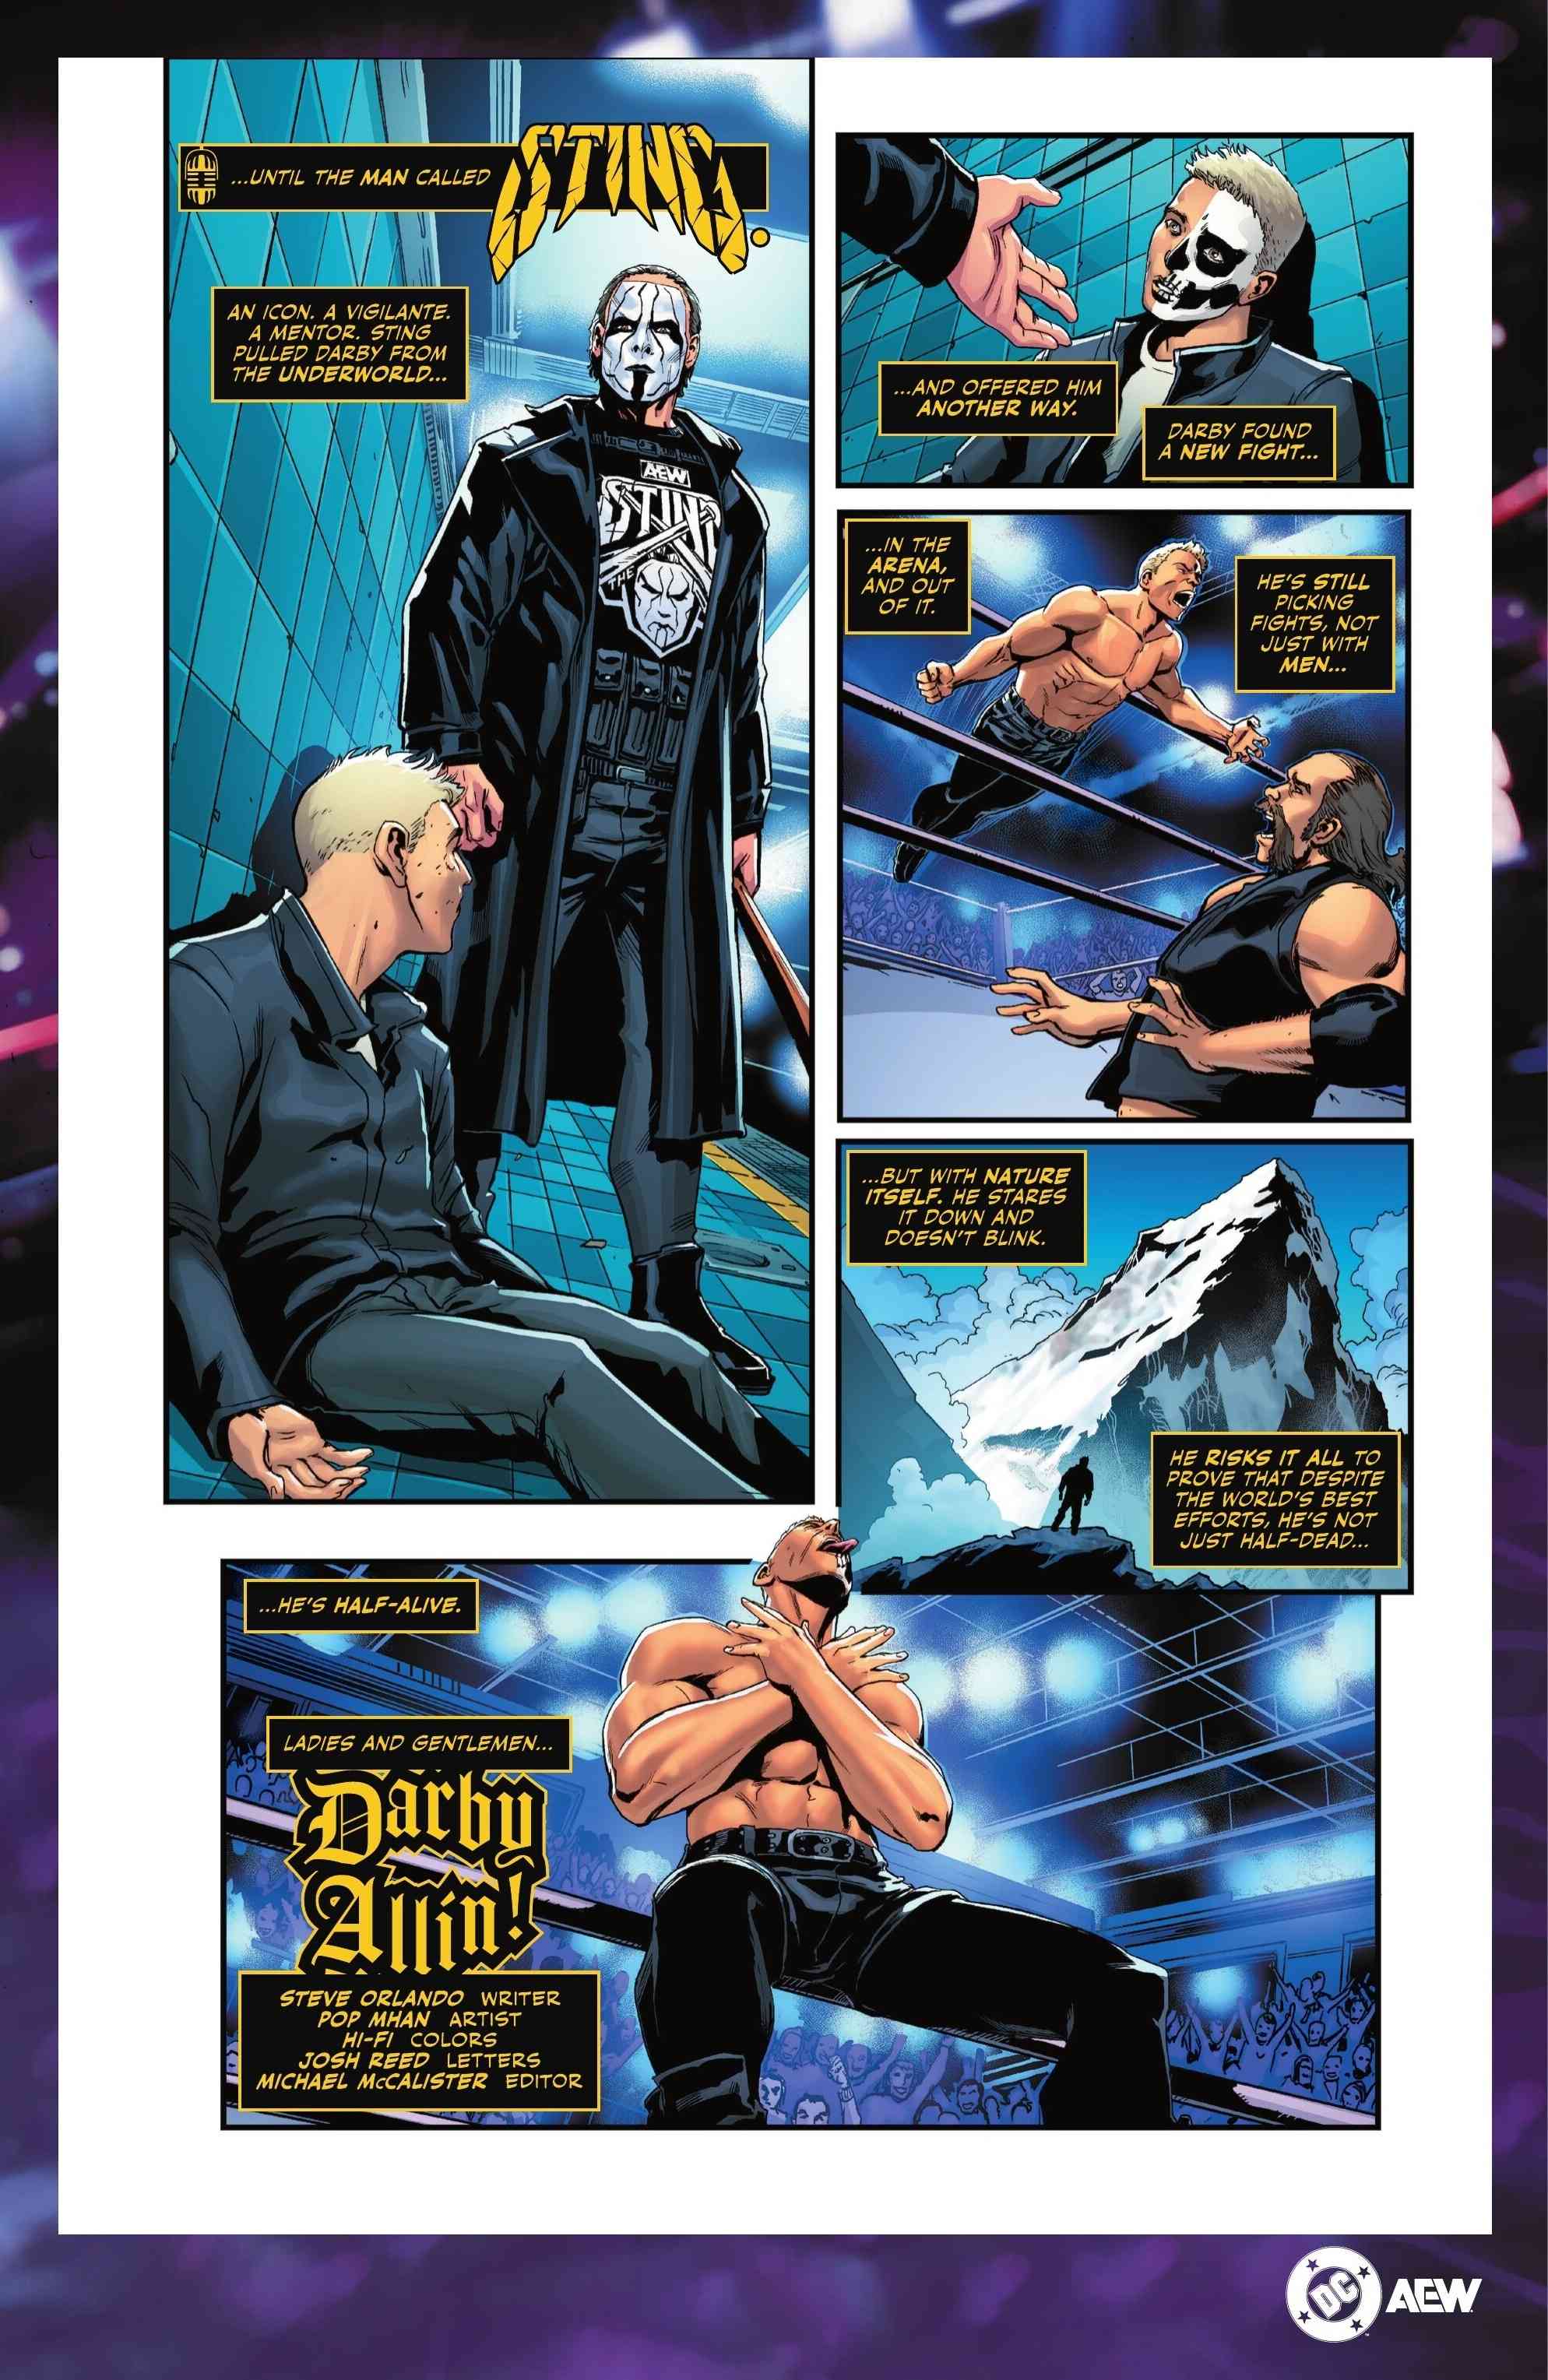 ...UNTIL THE MAN CALLED STING.
AN ICON. A VIGILANTE.
A MENTOR. STING
PULLED DARBY FROM
THE UNDERWORLD...
AEW
STING
THE
...AND OFFERED HIM
ANOTHER WAY.
DARBY FOUND
A NEW FIGHT...
...IN THE
ARENA,
AND OUT
OF IT.
HE'S STILL
PICKING
FIGHTS, NOT
JUST WITH
MEN...
...BUT WITH NATURE
ITSELF. HE STARES
IT DOWN AND
DOESN'T BLINK.
HE RISKS IT ALL TO
PROVE THAT DESPITE
THE WORLD'S BEST
EFFORTS, HE'S NOT
JUST HALF-DEAD...
...HE'S HALF-ALIVE.
LADIES AND GENTLEMEN...
Darby
Allin!
STEVE ORLANDO WRITER
POP MHAN ARTIST
HI-FI COLORS
JOSH REED LETTERS
MICHAEL McCALISTER EDITOR
DC AEW